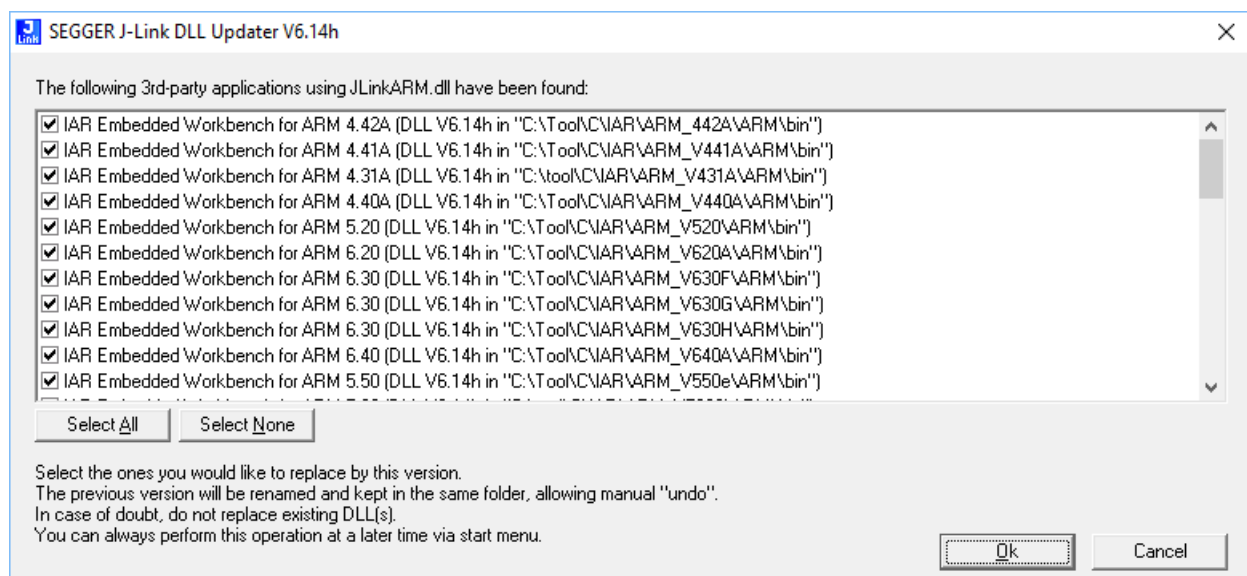 J Link
SEGGER J-Link DLL Updater V6.14h
The following 3rd-party applications using JLinkARM.dll have been found:
IAR Embedded Workbench for ARM 4.42A (DLL V6.14h in "C:\Tool\C\IAR\ARM_442A\ARM\bin")
IAR Embedded Workbench for ARM 4.41A (DLL V6.14h in "C:\Tool\C\IAR\ARM_V441A\ARM\bin")
IAR Embedded Workbench for ARM 4.31A (DLL V6.14h in "C:\tool\C\IAR\ARM_V431A\ARM\bin")
IAR Embedded Workbench for ARM 4.40A (DLL V6.14h in "C:\Tool\C\IAR\ARM_V440A\ARM\bin")
IAR Embedded Workbench for ARM 5.20 (DLL V6.14h in "C:\Tool\C\IAR\ARM_V520\ARM\bin")
IAR Embedded Workbench for ARM 6.20 (DLL V6.14h in "C:\Tool\C\IAR\ARM_V620A\ARM\bin")
IAR Embedded Workbench for ARM 6.30 (DLL V6.14h in "C:\Tool\C\IAR\ARM_V630F\ARM\bin")
IAR Embedded Workbench for ARM 6.30 (DLL V6.14h in "C:\Tool\C\IAR\ARM_V630G\ARM\bin")
IAR Embedded Workbench for ARM 6.30 (DLL V6.14h in "C:\Tool\C\IAR\ARM_V630H\ARM\bin")
IAR Embedded Workbench for ARM 6.40 (DLL V6.14h in "C:\Tool\C\IAR\ARM_V640A\ARM\bin")
IAR Embedded Workbench for ARM 5.50 (DLL V6.14h in "C:\Tool\C\IAR\ARM_V550e\ARM\bin")
Select All
Select None
Select the ones you would like to replace by this version.
The previous version will be renamed and kept in the same folder, allowing manual "undo".
In case of doubt, do not replace existing DLL(s).
You can always perform this operation at a later time via start menu.
Ok
Cancel